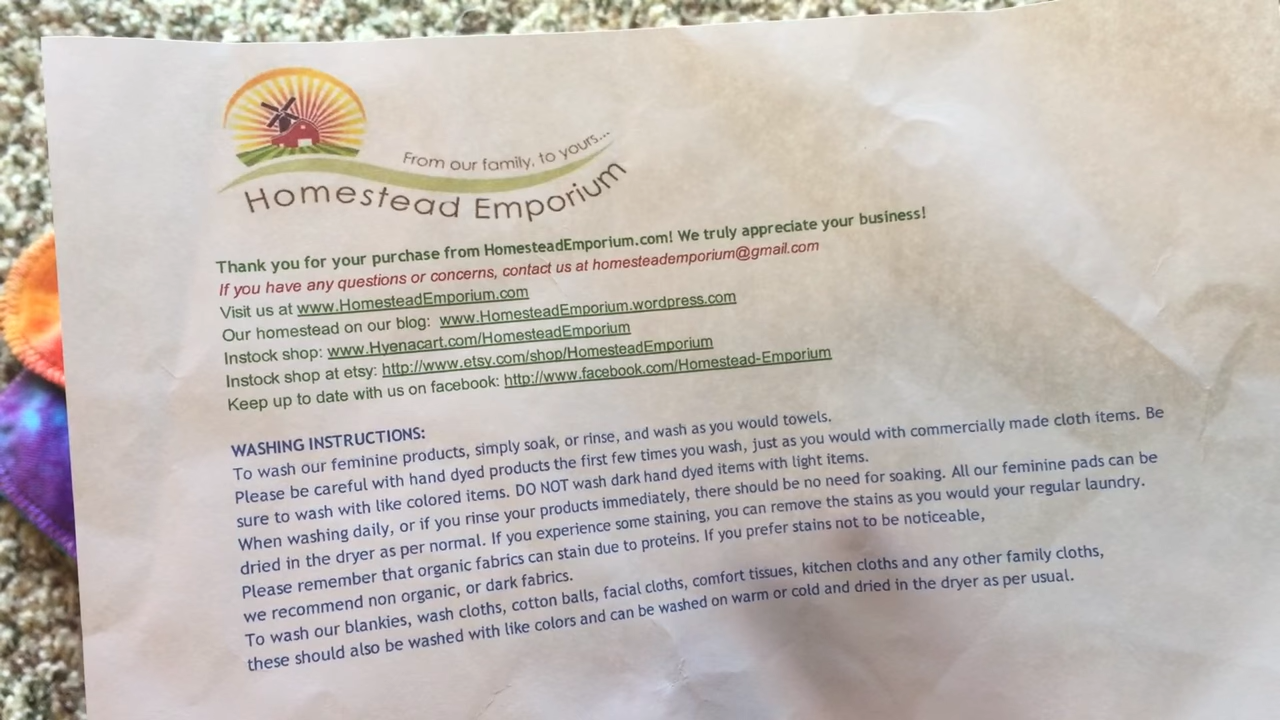 From our family, to yours...
Homestead Emporium
Thank you for your purchase from HomesteadEmporium.com! We truly appreciate your business!
If you have any questions or concerns, contact us at homesteademporium@gmail.com
Visit us at www.HomesteadEmporium.com
Our homestead on our blog: www.HomesteadEmporium.wordpress.com
Instock shop: www.Hyenacart.com/HomesteadEmporium
Instock shop at etsy: http://www.etsy.com/shop/HomesteadEmporium
Keep up to date with us on facebook: http://www.facebook.com/Homestead-Emporium
WASHING INSTRUCTIONS:
To wash our feminine products, simply soak, or rinse, and wash as you would towels.
Please be careful with hand dyed products the first few times you wash, just as you would with commercially made cloth items. Be
sure to wash with like colored items. DO NOT wash dark hand dyed items with light items.
When washing daily, or if you rinse your products immediately, there should be no need for soaking. All our feminine pads can be
dried in the dryer as per normal. If you experience some staining, you can remove the stains as you would your regular laundry.
Please remember that organic fabrics can stain due to proteins. If you prefer stains not to be noticeable,
we recommend non organic, or dark fabrics.
To wash our blankies, wash cloths, cotton balls, facial cloths, comfort tissues, kitchen cloths and any other family cloths,
these should also be washed with like colors and can be washed on warm or cold and dried in the dryer as per usual.